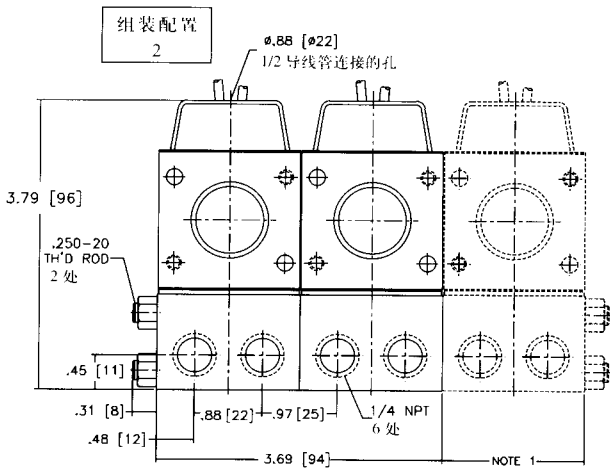 组装配置
2
ø.88 [ø22]
1/2 导线管连接的孔
3.79 [96]
.250-20
TH'D ROD
2 处
.45 [11]
.31 [8]
.88 [22]
.97 [25]
1/4 NPT
6 处
.48 [12]
3.69 [94]
NOTE 1